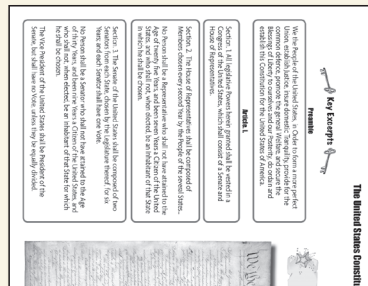 The United States Constitu
Key Excerpts
Preamble
We the People of the United States, in Order to form a more perfect
Union, establish Justice, insure domestic Tranquility, provide for the
common defence, promote the general Welfare, and secure the
Blessings of Liberty to ourselves and our Posterity, do ordain and
establish this Constitution for the United States of America.
Article. I.
Section. 1. All legislative Powers herein granted shall be vested in a
Congress of the United States, which shall consist of a Senate and
House of Representatives.
Section. 2. The House of Representatives shall be composed of
Members chosen every second Year by the People of the several States...
No Person shall be a Representative who shall not have attained to the
Age of twenty five Years, and been seven Years a Citizen of the United
States, and who shall not, when elected, be an Inhabitant of that State
in which he shall be chosen.
Section. 3. The Senate of the United States shall be composed of two
Senators from each State, chosen by the Legislature thereof, for six
Years; and each Senator shall have one Vote.
No Person shall be a Senator who shall not have attained to the Age
of thirty Years, and been nine Years a Citizen of the United States, and
who shall not, when elected, be an Inhabitant of that State for which
he shall be chosen.
The Vice President of the United States shall be President of the
Senate, but shall have no Vote, unless they be equally divided.
We the